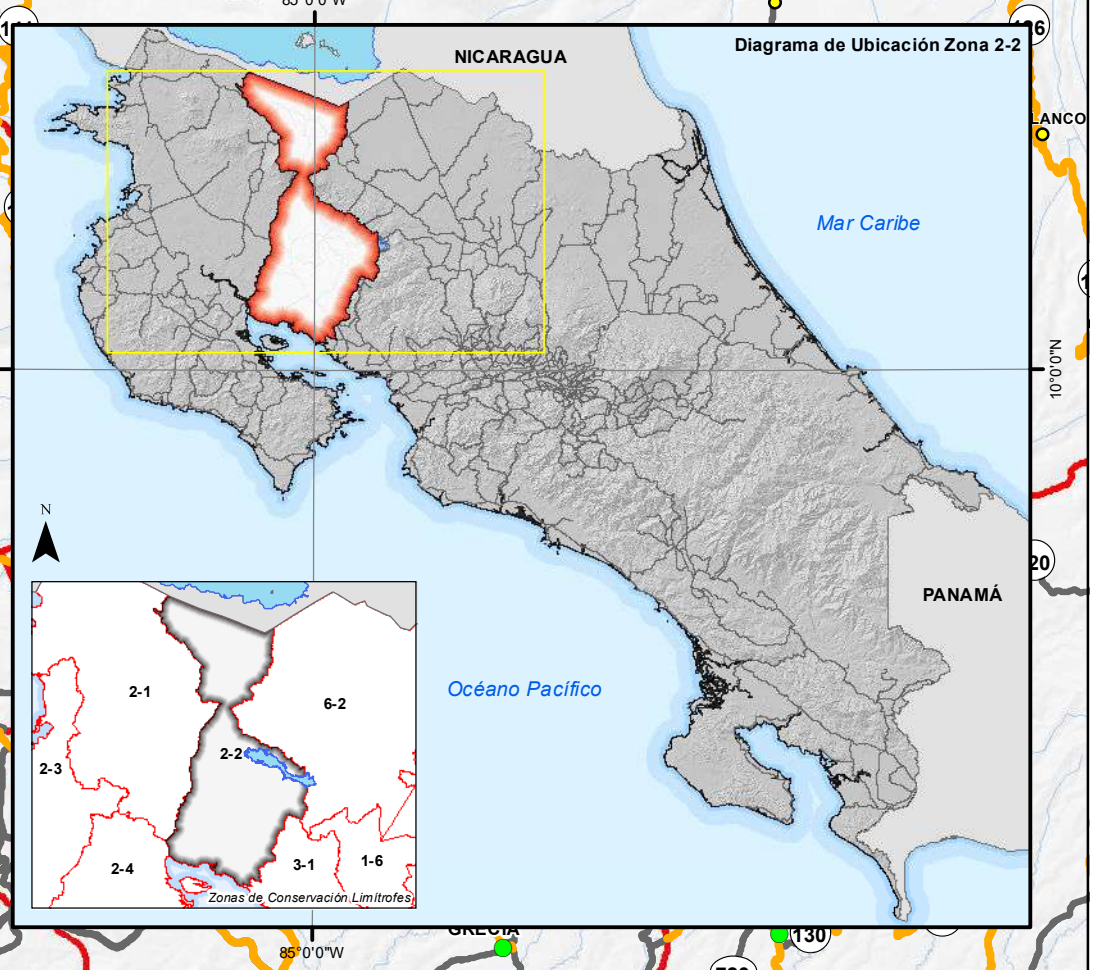 85°0'0"W
126
NICARAGUA
Diagrama de Ubicación Zona 2-2
LANCO
Mar Caribe
10°0'0"N
N
20
PANAMÁ
Océano Pacífico
2-1
6-2
2-2
2-3
2-4
3-1
1-6
Zonas de Conservación Limítrofes
85°0'0"W
GRECIA
130